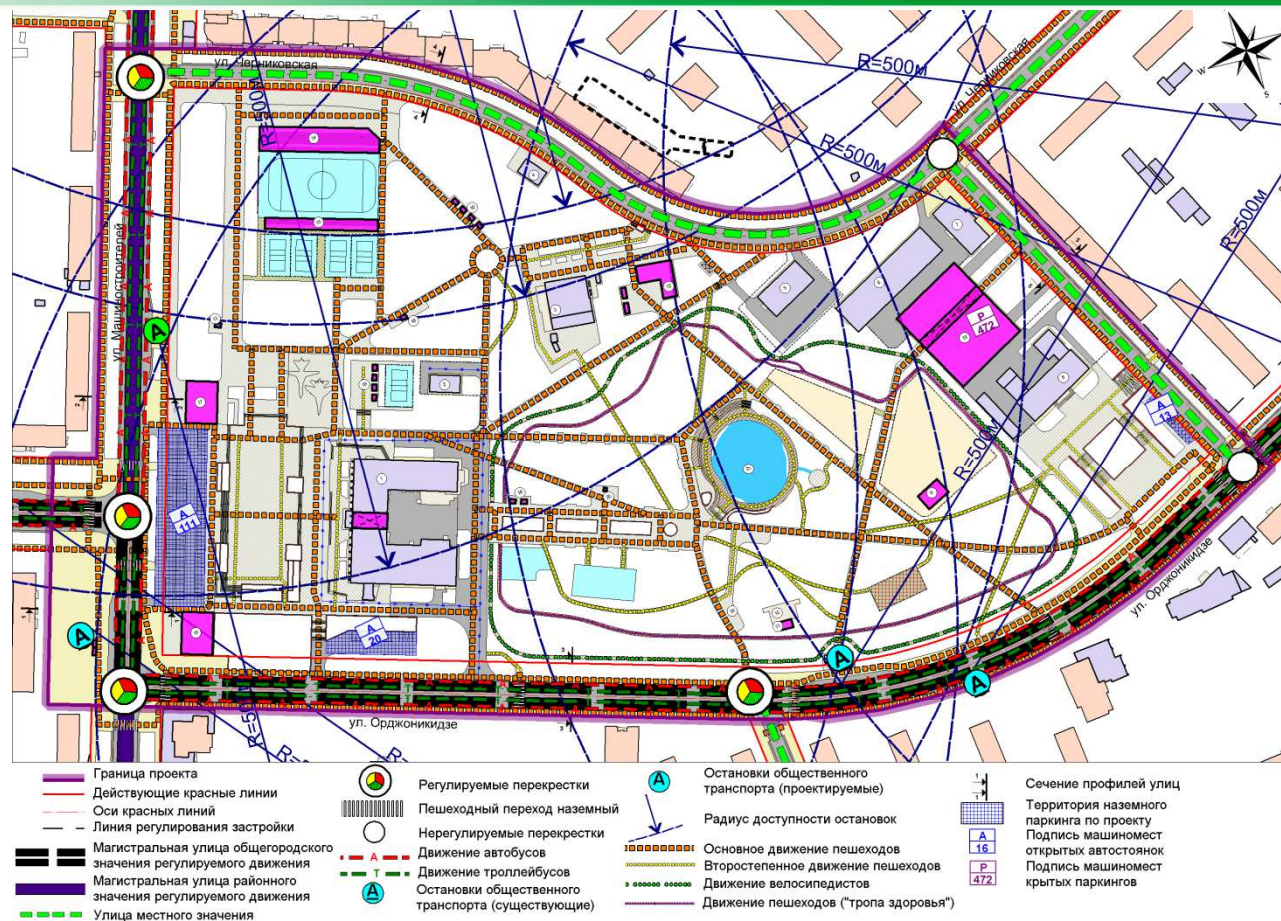 ул. Черниковская
ул. Черниковская
R=500м
R=500м
R=500м
R=500м
R=500м
W
S
ул. Машиностроителей
А
Р
472
А
13
А
111
А
20
А
А
А
ул. Орджоникидзе
ул. Орджоникидзе
Граница проекта
Действующие красные линии
Оси красных линий
Линия регулирования застройки
Магистральная улица общегородского
значения регулируемого движения
Магистральная улица районного
значения регулируемого движения
Улица местного значения
Регулируемые перекрестки
Пешеходный переход наземный
Нерегулируемые перекрестки
А Движение автобусов
Т Движение троллейбусов
А Остановки общественного
транспорта (существующие)
А Остановки общественного
транспорта (проектируемые)
Радиус доступности остановок
Основное движение пешеходов
Второстепенное движение пешеходов
Движение велосипедистов
Движение пешеходов ("тропа здоровья")
1 Сечение профилей улиц
1
Территория наземного
паркинга по проекту
А Подпись машиномест
16 открытых автостоянок
Р Подпись машиномест
472 крытых паркингов